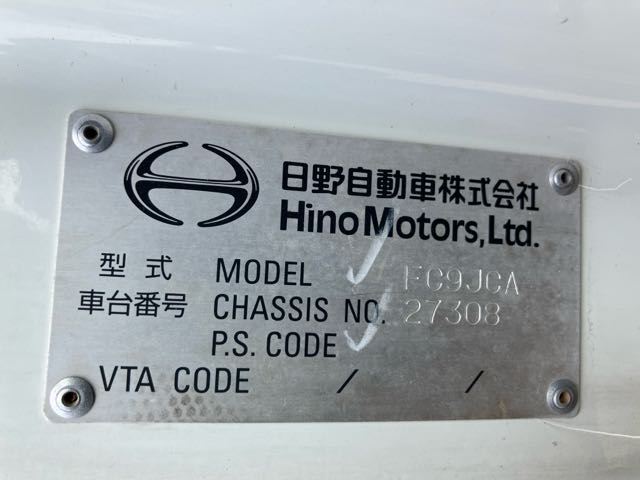 日野自動車株式会社
Hino Motors, Ltd.
型式 MODEL FC9JCA
車台番号 CHASSIS NO. 27308
P.S. CODE
VTA CODE / /